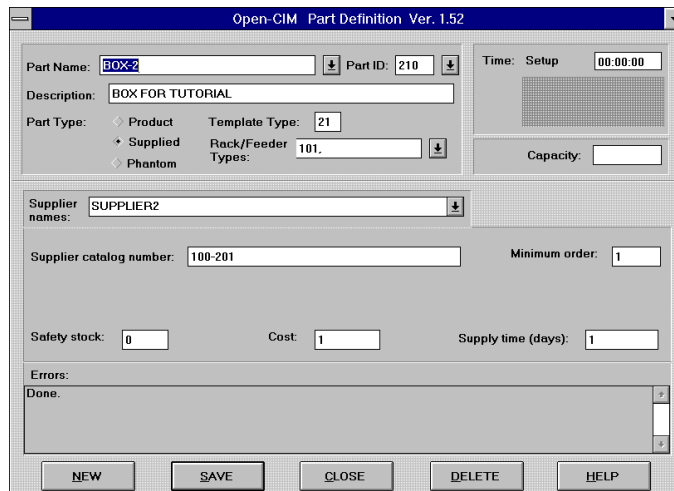 Open-CIM Part Definition Ver. 1.52
Part Name: BOX-2 Part ID: 210
Time: Setup 00:00:00
Description: BOX FOR TUTORIAL
Part Type: Product Template Type: 21
Supplied Rack/Feeder Types: 101,
Phantom
Capacity:
Supplier names: SUPPLIER2
Supplier catalog number: 100-201 Minimum order: 1
Safety stock: 0 Cost: 1 Supply time (days): 1
Errors:
Done.
NEW SAVE CLOSE DELETE HELP